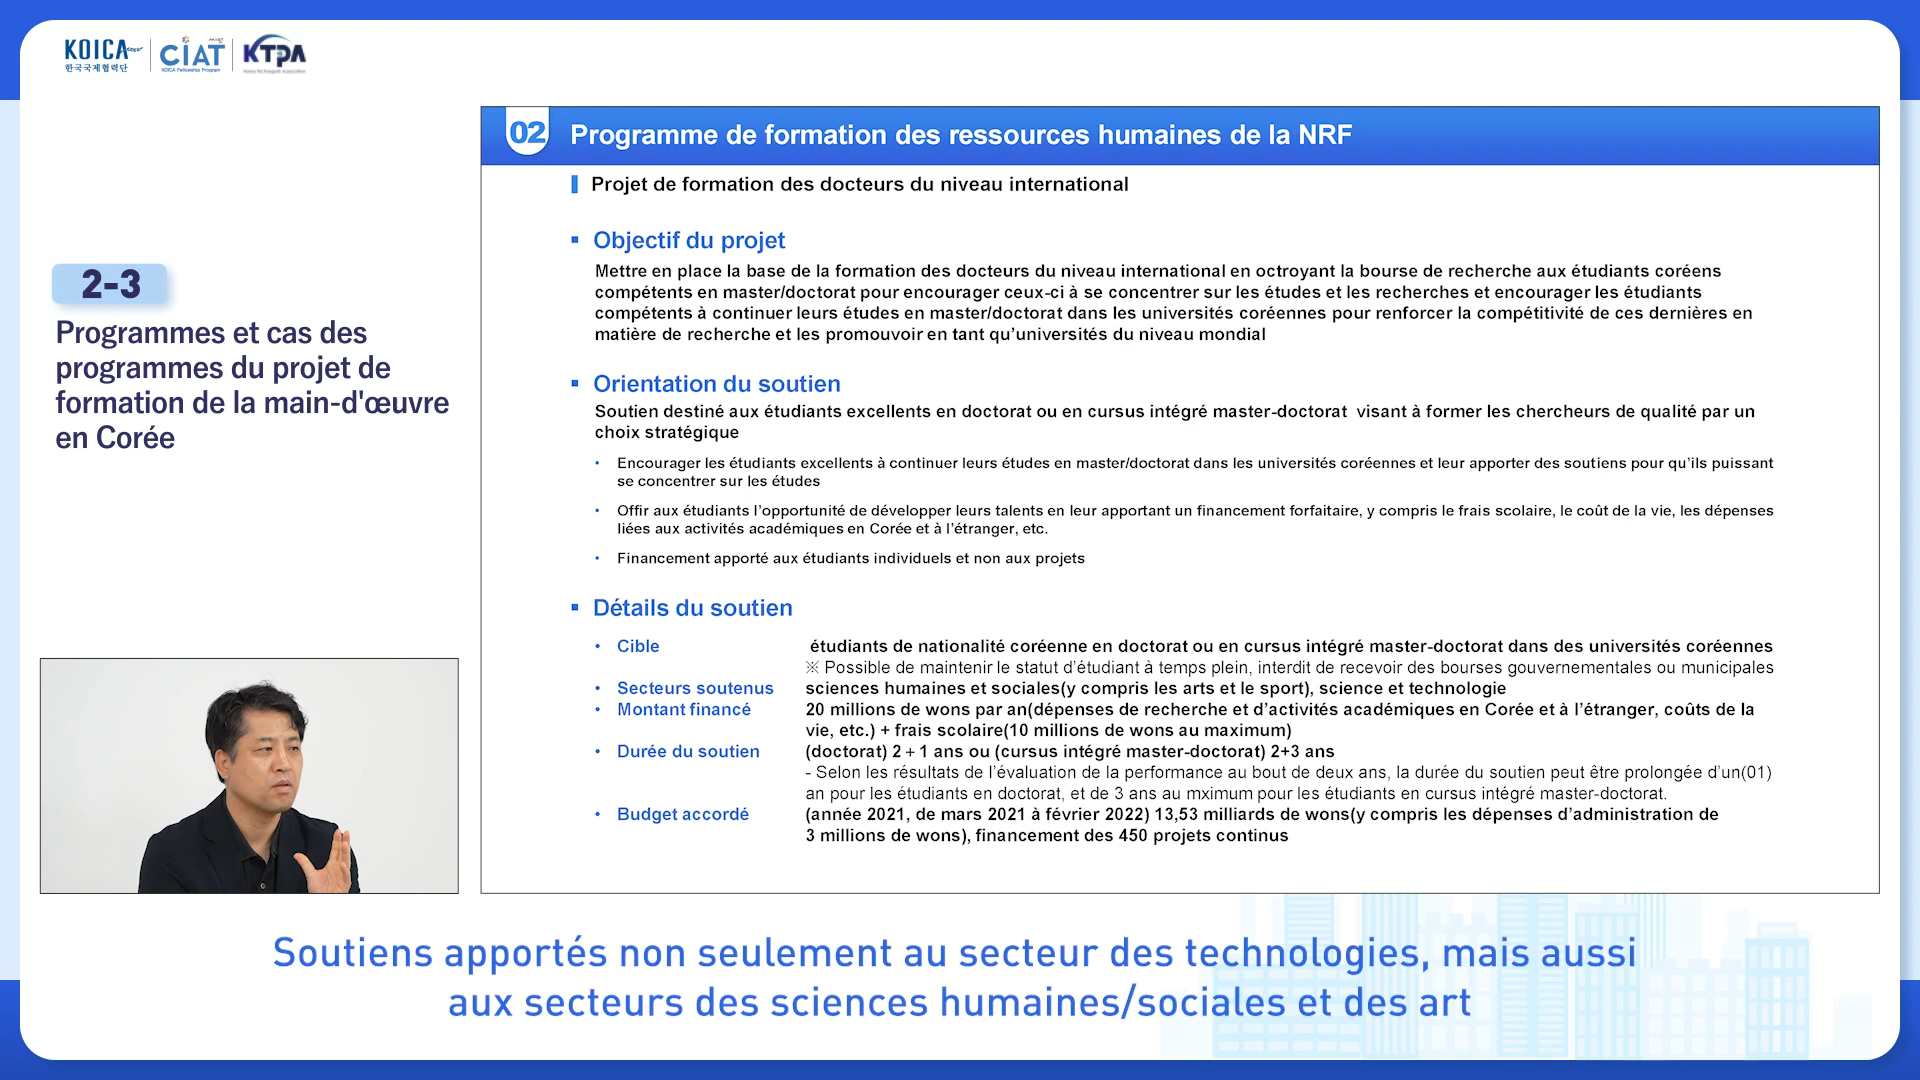 KOICA
한국국제협력단
CIAT
KOICA Fellowship Program
KTPA
Korea Technopark Association
02
Programme de formation des ressources humaines de la NRF
Projet de formation des docteurs du niveau international
2-3
Programmes et cas des
programmes du projet de
formation de la main-d'œuvre
en Corée
▪ Objectif du projet
Mettre en place la base de la formation des docteurs du niveau international en octroyant la bourse de recherche aux étudiants coréens
compétents en master/doctorat pour encourager ceux-ci à se concentrer sur les études et les recherches et encourager les étudiants
compétents à continuer leurs études en master/doctorat dans les universités coréennes pour renforcer la compétitivité de ces dernières en
matière de recherche et les promouvoir en tant qu’universités du niveau mondial
▪ Orientation du soutien
Soutien destiné aux étudiants excellents en doctorat ou en cursus intégré master-doctorat visant à former les chercheurs de qualité par un
choix stratégique
• Encourager les étudiants excellents à continuer leurs études en master/doctorat dans les universités coréennes et leur apporter des soutiens pour qu’ils puissant
se concentrer sur les études
• Offir aux étudiants l’opportunité de développer leurs talents en leur apportant un financement forfaitaire, y compris le frais scolaire, le coût de la vie, les dépenses
liées aux activités académiques en Corée et à l’étranger, etc.
• Financement apporté aux étudiants individuels et non aux projets
▪ Détails du soutien
• Cible étudiants de nationalité coréenne en doctorat ou en cursus intégré master-doctorat dans des universités coréennes
※ Possible de maintenir le statut d’étudiant à temps plein, interdit de recevoir des bourses gouvernementales ou municipales
• Secteurs soutenus sciences humaines et sociales(y compris les arts et le sport), science et technologie
• Montant financé 20 millions de wons par an(dépenses de recherche et d’activités académiques en Corée et à l’étranger, coûts de la
vie, etc.) + frais scolaire(10 millions de wons au maximum)
• Durée du soutien (doctorat) 2 + 1 ans ou (cursus intégré master-doctorat) 2+3 ans
- Selon les résultats de l’évaluation de la performance au bout de deux ans, la durée du soutien peut être prolongée d’un(01)
an pour les étudiants en doctorat, et de 3 ans au mximum pour les étudiants en cursus intégré master-doctorat.
• Budget accordé (année 2021, de mars 2021 à février 2022) 13,53 milliards de wons(y compris les dépenses d’administration de
3 millions de wons), financement des 450 projets continus
Soutiens apportés non seulement au secteur des technologies, mais aussi
aux secteurs des sciences humaines/sociales et des art